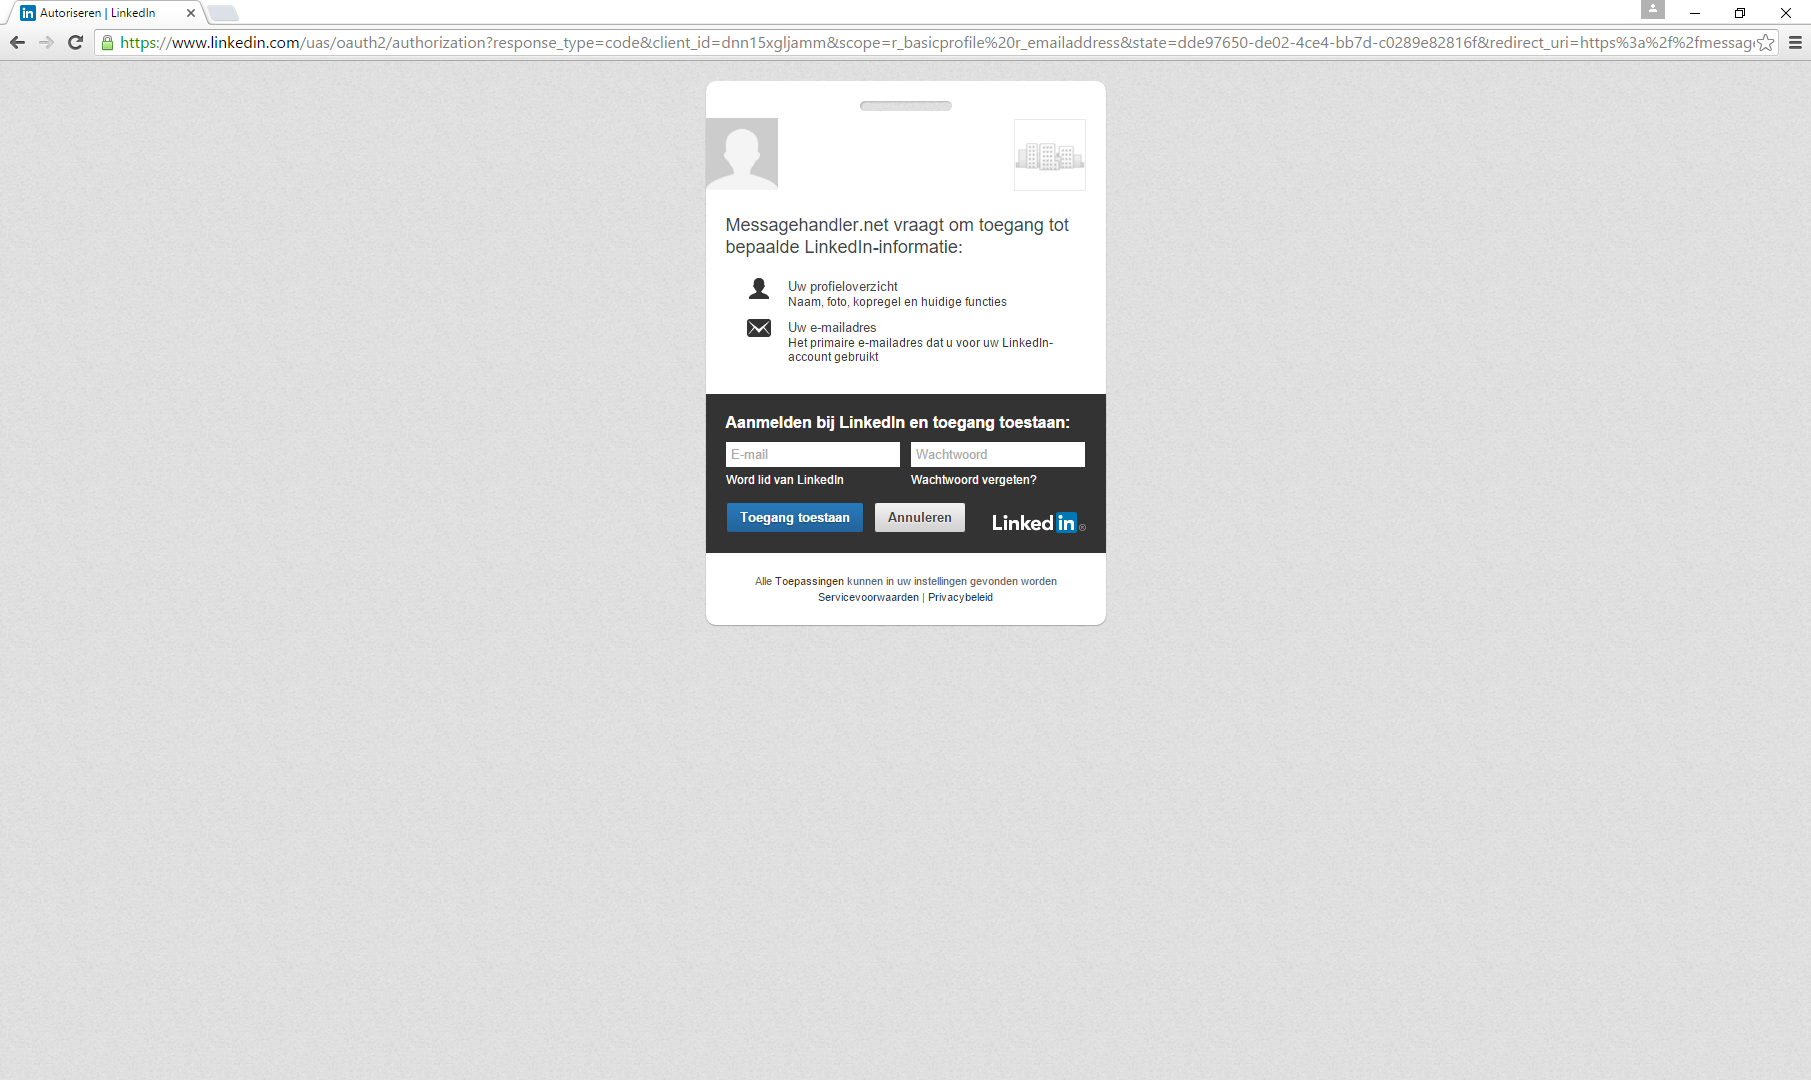 Autoriseren | LinkedIn
https://www.linkedin.com/uas/oauth2/authorization?response_type=code&client_id=dnn15xgljamm&scope=r_basicprofile%20r_emailaddress&state=dde97650-de02-4ce4-bb7d-c0289e82816f&redirect_uri=https%3a%2f%2fmessag
Messagehandler.net vraagt om toegang tot
bepaalde LinkedIn-informatie:
Uw profieloverzicht
Naam, foto, kopregel en huidige functies
Uw e-mailadres
Het primaire e-mailadres dat u voor uw LinkedIn-
account gebruikt
Aanmelden bij LinkedIn en toegang toestaan:
E-mail Wachtwoord
Word lid van LinkedIn Wachtwoord vergeten?
Toegang toestaan Annuleren Linked in ®
Alle Toepassingen kunnen in uw instellingen gevonden worden
Servicevoorwaarden | Privacybeleid